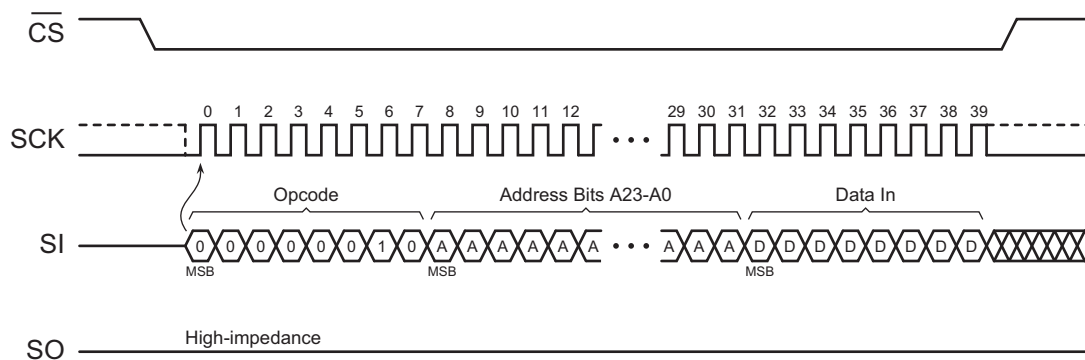 CS
0 1 2 3 4 5 6 7 8 9 10 11 12 29 30 31 32 33 34 35 36 37 38 39
SCK
Opcode Address Bits A23-A0 Data In
SI 0 0 0 0 0 0 1 0 A A A A A A • • • A A A D D D D D D D D
MSB MSB MSB
High-impedance
SO